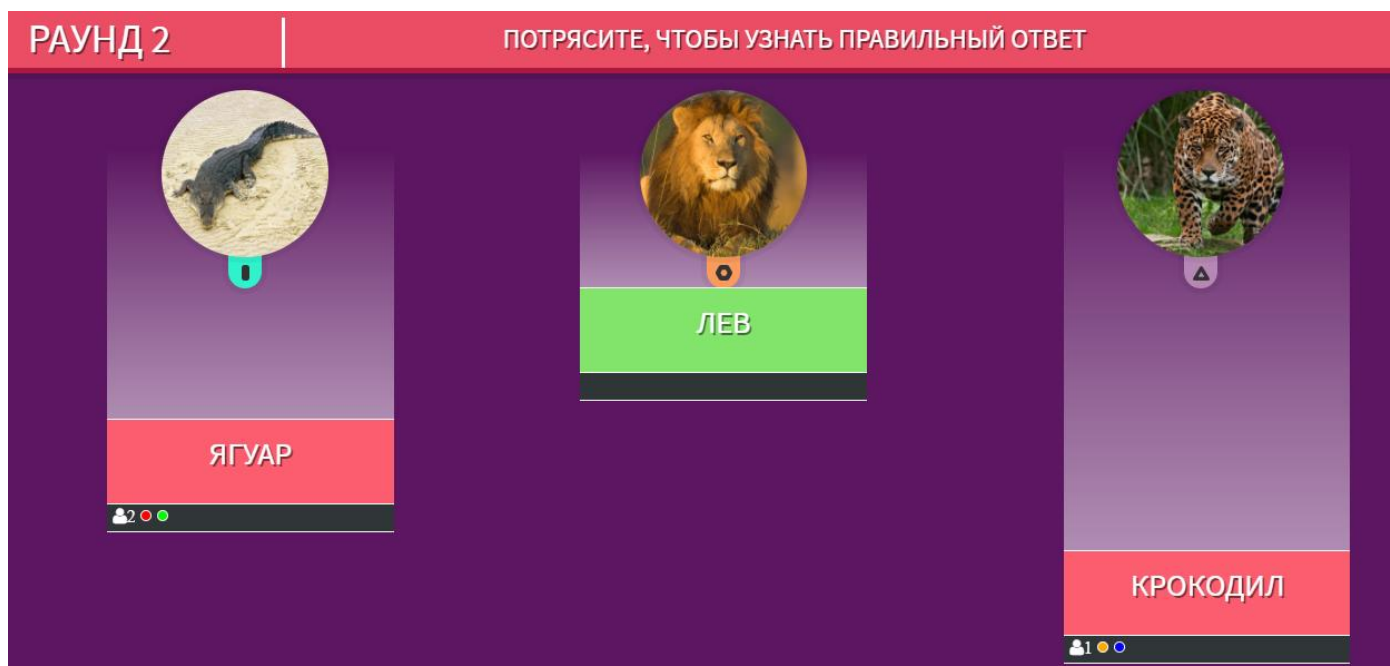 РАУНД 2
ПОТРЯСИТЕ, ЧТОБЫ УЗНАТЬ ПРАВИЛЬНЫЙ ОТВЕТ
ЛЕВ
ЯГУАР
2
КРОКОДИЛ
1